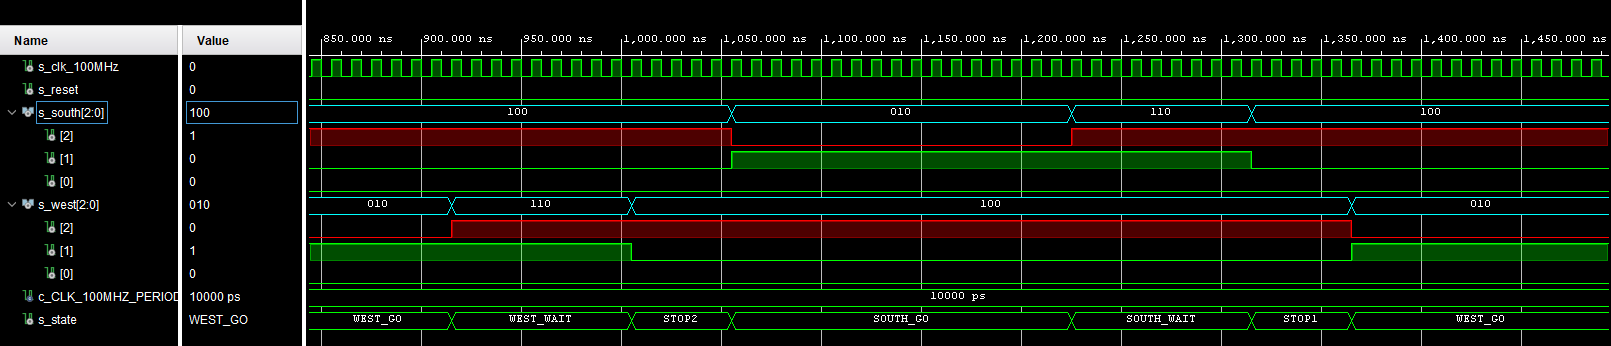 Name Value
850.000 ns 900.000 ns 950.000 ns 1,000.000 ns 1,050.000 ns 1,100.000 ns 1,150.000 ns 1,200.000 ns 1,250.000 ns 1,300.000 ns 1,350.000 ns 1,400.000 ns 1,450.000 ns
s_clk_100MHz 0
s_reset 0
s_south[2:0] 100 100 010 110 100
[2] 1
[1] 0
[0] 0
s_west[2:0] 010 010 110 100 010
[2] 0
[1] 1
[0] 0
c_CLK_100MHZ_PERIOD 10000 ps 10000 ps
s_state WEST_GO WEST_GO WEST_WAIT STOP2 SOUTH_GO SOUTH_WAIT STOP1 WEST_GO